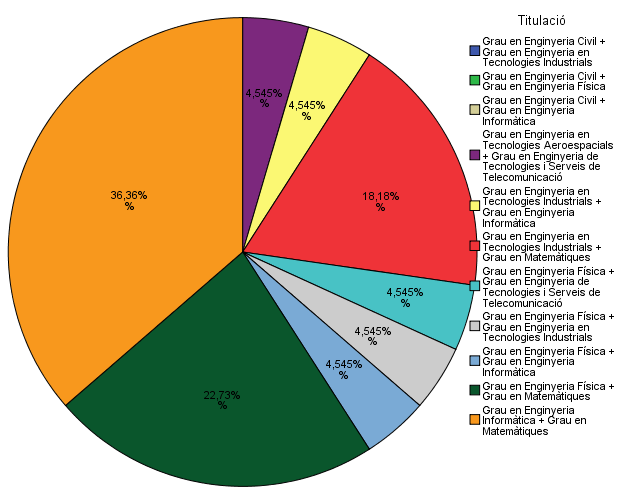 Titulació
Grau en Enginyeria Civil +
Grau en Enginyeria en
Tecnologies Industrials
Grau en Enginyeria Civil +
Grau en Enginyeria Física
Grau en Enginyeria Civil +
Grau en Enginyeria
Informàtica
Grau en Enginyeria en
Tecnologies Aeroespacials
+ Grau en Enginyeria de
Tecnologies i Serveis de
Telecomunicació
Grau en Enginyeria en
Tecnologies Industrials +
Grau en Enginyeria
Informàtica
Grau en Enginyeria en
Tecnologies Industrials +
Grau en Matemàtiques
Grau en Enginyeria Física +
Grau en Enginyeria de
Tecnologies i Serveis de
Telecomunicació
Grau en Enginyeria Física +
Grau en Enginyeria en
Tecnologies Industrials
Grau en Enginyeria Física +
Grau en Enginyeria
Informàtica
Grau en Enginyeria Física +
Grau en Matemàtiques
Grau en Enginyeria
Informàtica + Grau en
Matemàtiques
4,545%
%
4,545%
%
18,18%
%
4,545%
%
4,545%
%
4,545%
%
22,73%
%
36,36%
%